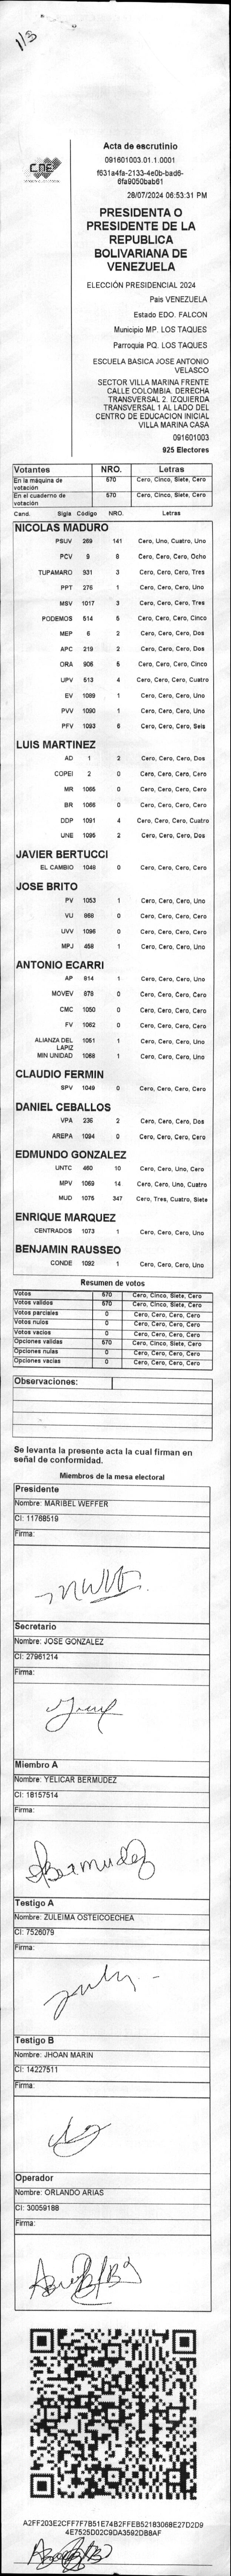 1/3
CNE
Acta de escrutinio
091601003.01.1.0001
f631a4fa-2133-4e0b-bad6-
6fa9050bab61
28/07/2024 06:53:31 PM
PRESIDENTA O
PRESIDENTE DE LA
REPUBLICA
BOLIVARIANA DE
VENEZUELA
ELECCIÓN PRESIDENCIAL 2024
País VENEZUELA
Estado EDO. FALCON
Municipio MP. LOS TAQUES
Parroquia PQ. LOS TAQUES
ESCUELA BASICA JOSE ANTONIO
VELASCO
SECTOR VILLA MARINA FRENTE
CALLE COLOMBIA. DERECHA
TRANSVERSAL 2. IZQUIERDA
TRANSVERSAL 1 AL LADO DEL
CENTRO DE EDUCACION INICIAL
VILLA MARINA CASA
091601003
925 Electores
Votantes NRO. Letras
En la máquina de votación 570 Cero, Cinco, Siete, Cero
En el cuaderno de votación 570 Cero, Cinco, Siete, Cero
Cand. Sigla Código NRO. Letras
NICOLAS MADURO
PSUV 269 141 Cero, Uno, Cuatro, Uno
PCV 9 8 Cero, Cero, Cero, Ocho
TUPAMARO 931 3 Cero, Cero, Cero, Tres
PPT 276 1 Cero, Cero, Cero, Uno
MSV 1017 3 Cero, Cero, Cero, Tres
PODEMOS 514 5 Cero, Cero, Cero, Cinco
MEP 6 2 Cero, Cero, Cero, Dos
APC 219 2 Cero, Cero, Cero, Dos
ORA 906 5 Cero, Cero, Cero, Cinco
UPV 513 4 Cero, Cero, Cero, Cuatro
EV 1089 1 Cero, Cero, Cero, Uno
PVV 1090 1 Cero, Cero, Cero, Uno
PFV 1093 6 Cero, Cero, Cero, Seis
LUIS MARTINEZ
AD 1 2 Cero, Cero, Cero, Dos
COPEI 2 0 Cero, Cero, Cero, Cero
MR 1065 0 Cero, Cero, Cero, Cero
BR 1066 0 Cero, Cero, Cero, Cero
DDP 1091 4 Cero, Cero, Cero, Cuatro
UNE 1095 2 Cero, Cero, Cero, Dos
JAVIER BERTUCCI
EL CAMBIO 1048 0 Cero, Cero, Cero, Cero
JOSE BRITO
PV 1053 1 Cero, Cero, Cero, Uno
VU 868 0 Cero, Cero, Cero, Cero
UVV 1096 0 Cero, Cero, Cero, Cero
MPJ 458 1 Cero, Cero, Cero, Uno
ANTONIO ECARRI
AP 814 1 Cero, Cero, Cero, Uno
MOVEV 878 0 Cero, Cero, Cero, Cero
CMC 1050 0 Cero, Cero, Cero, Cero
FV 1062 0 Cero, Cero, Cero, Cero
ALIANZA DEL LAPIZ 1051 1 Cero, Cero, Cero, Uno
MIN UNIDAD 1068 1 Cero, Cero, Cero, Uno
CLAUDIO FERMIN
SPV 1049 0 Cero, Cero, Cero, Cero
DANIEL CEBALLOS
VPA 236 2 Cero, Cero, Cero, Dos
AREPA 1094 0 Cero, Cero, Cero, Cero
EDMUNDO GONZALEZ
UNTC 460 10 Cero, Cero, Uno, Cero
MPV 1069 14 Cero, Cero, Uno, Cuatro
MUD 1075 347 Cero, Tres, Cuatro, Siete
ENRIQUE MARQUEZ
CENTRADOS 1073 1 Cero, Cero, Cero, Uno
BENJAMIN RAUSSEO
CONDE 1092 1 Cero, Cero, Cero, Uno
Resumen de votos
Votos 570 Cero, Cinco, Siete, Cero
Votos validos 570 Cero, Cinco, Siete, Cero
Votos parciales 0 Cero, Cero, Cero, Cero
Votos nulos 0 Cero, Cero, Cero, Cero
Votos vacios 0 Cero, Cero, Cero, Cero
Opciones validas 570 Cero, Cinco, Siete, Cero
Opciones nulas 0 Cero, Cero, Cero, Cero
Opciones vacias 0 Cero, Cero, Cero, Cero
Observaciones:
Se levanta la presente acta la cual firman en
señal de conformidad.
Miembros de la mesa electoral
Presidente
Nombre: MARIBEL WEFFER
CI: 11768519
Firma:
Secretario
Nombre: JOSE GONZALEZ
CI: 27961214
Firma:
Miembro A
Nombre: YELICAR BERMUDEZ
CI: 18157514
Firma:
Bermudez
Testigo A
Nombre: ZULEIMA OSTEICOECHEA
CI: 7526079
Firma:
Testigo B
Nombre: JHOAN MARIN
CI: 14227511
Firma:
Operador
Nombre: ORLANDO ARIAS
CI: 30059188
Firma:
A2FF203E2CFF7F7B51E74B2FFEB52183068E27D2D9
4E7525D02C9DA3592DB8AF